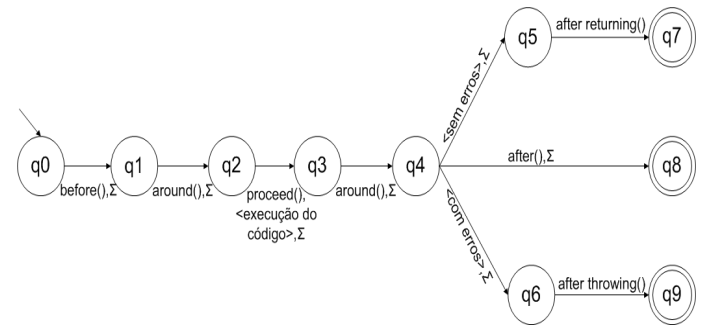 q5
after returning()
q7
<sem erros>,Σ
q0
before(),Σ
q1
around(),Σ
q2
proceed(),
<execução do
código>,Σ
q3
around(),Σ
q4
after(),Σ
q8
<com erros>,Σ
q6
after throwing()
q9